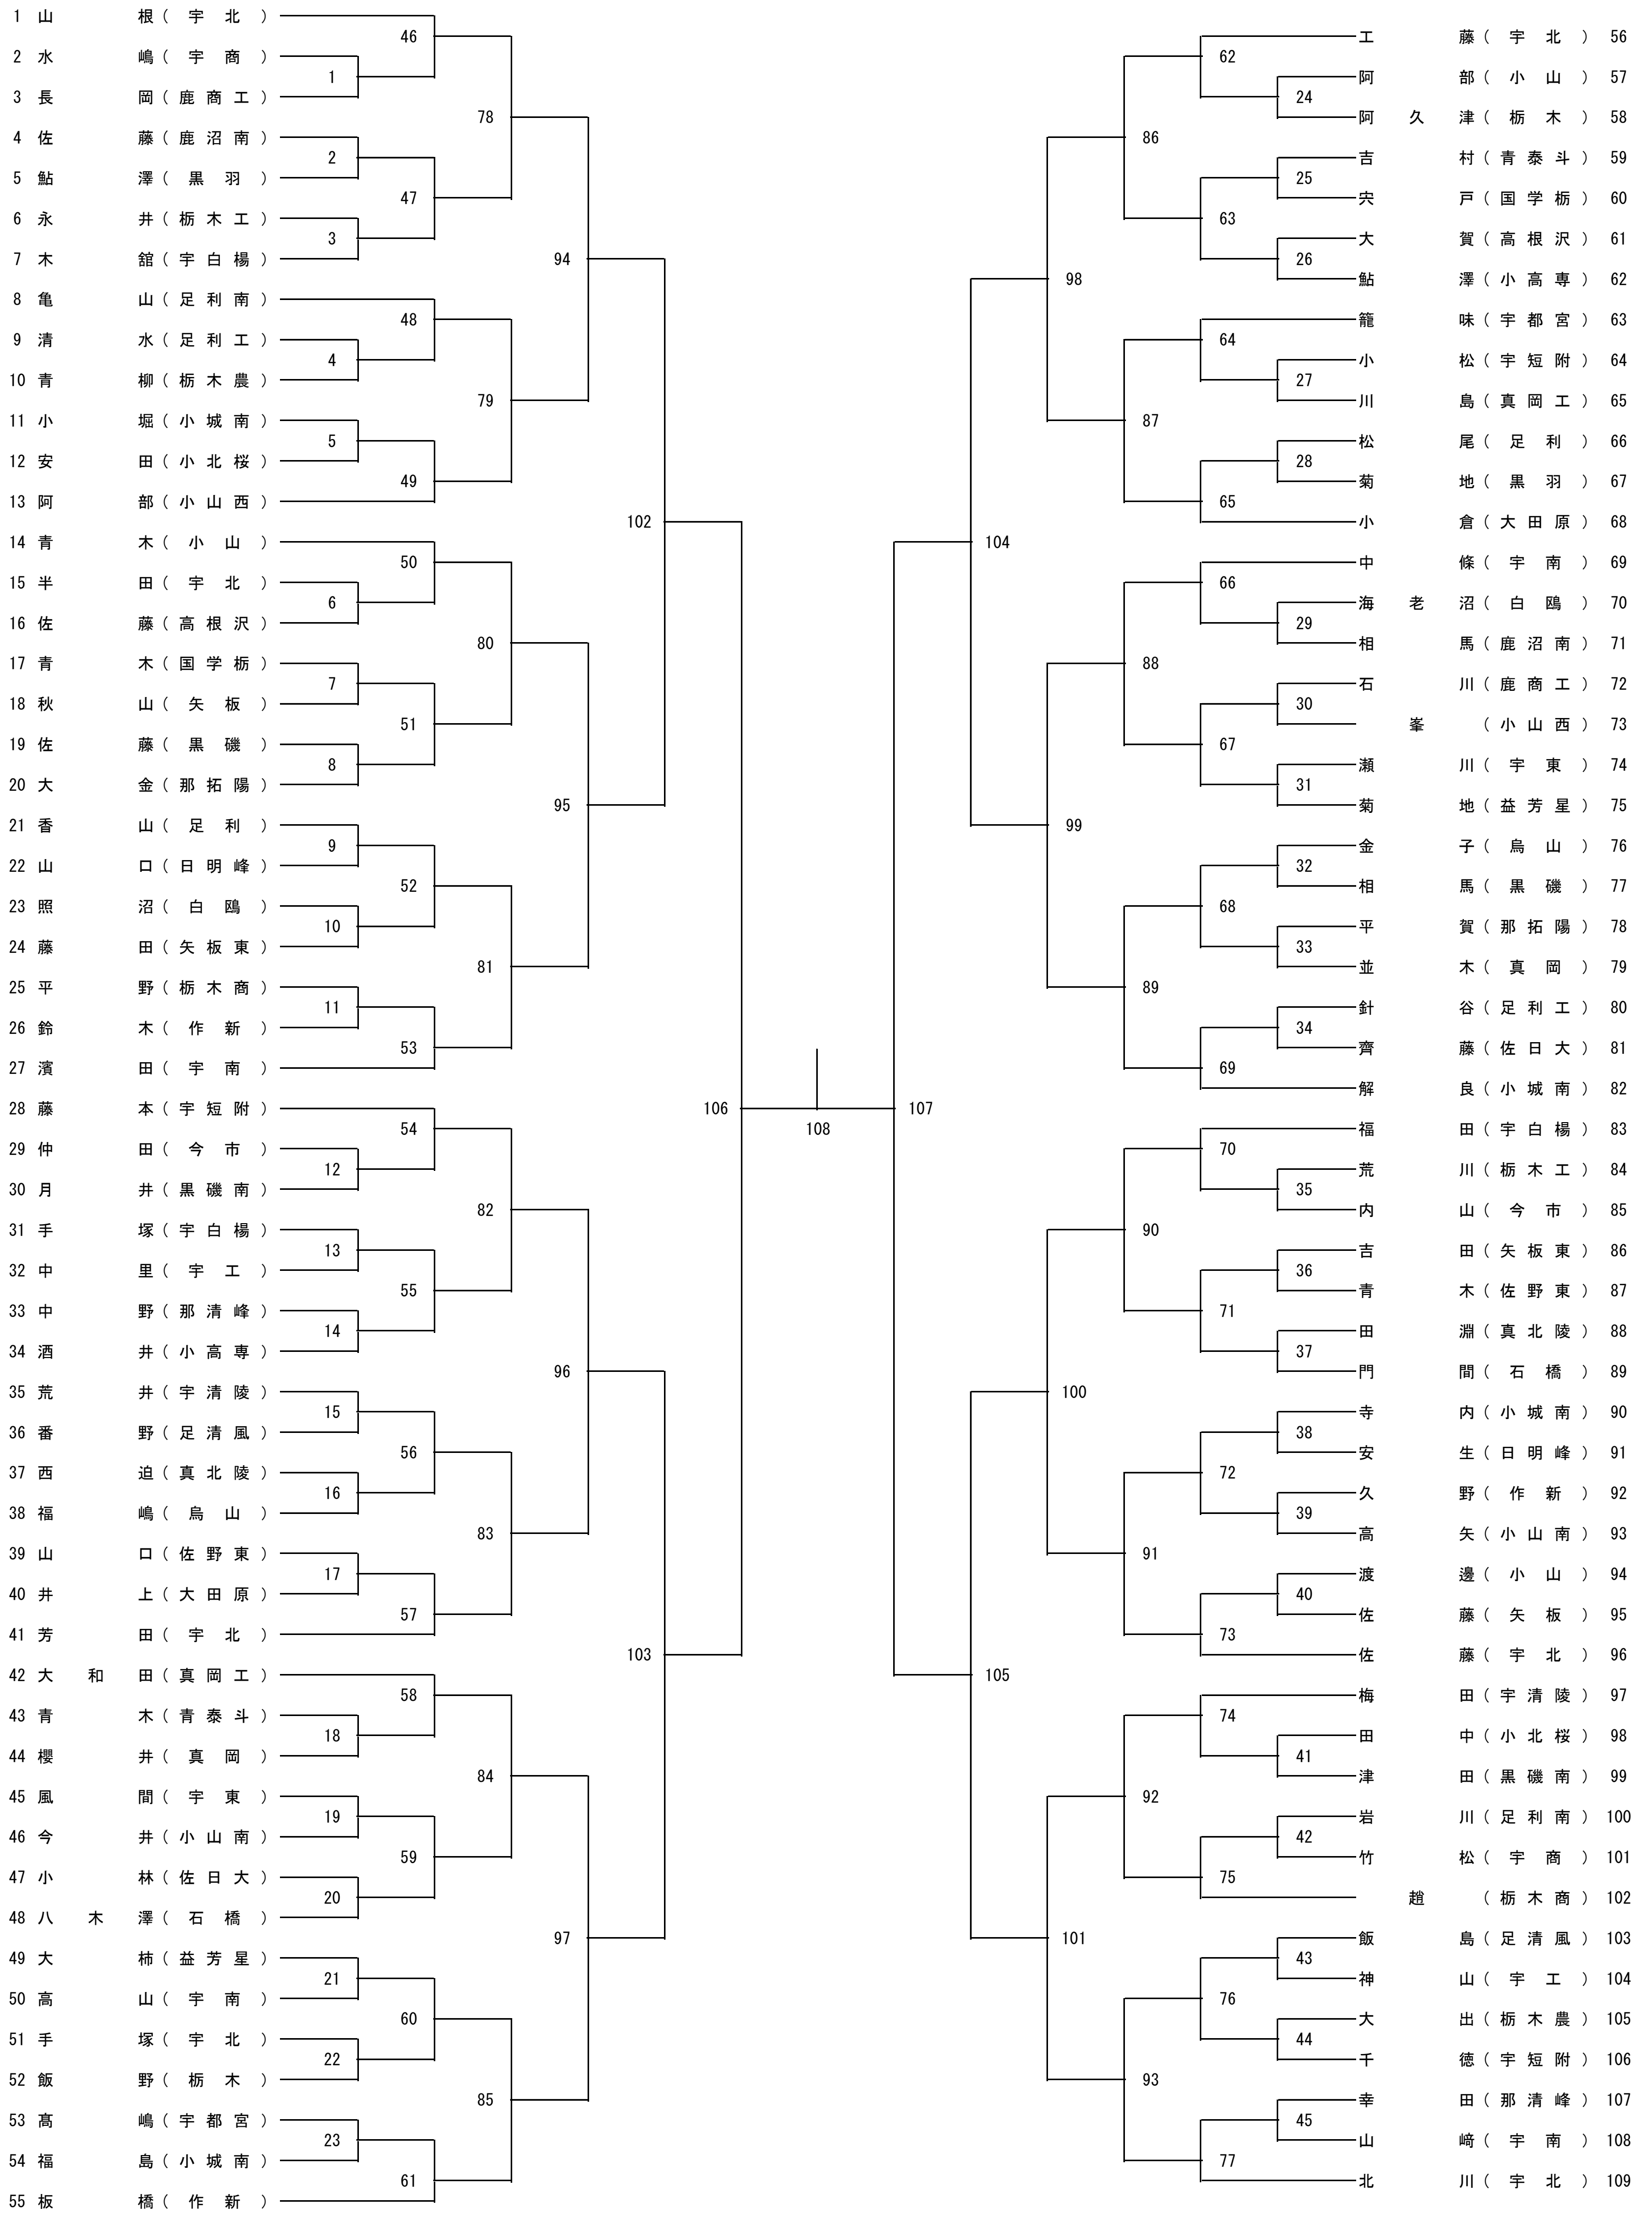 1 山根(宇北)
2 水嶋(宇商)
3 長岡(鹿商工)
4 佐藤(鹿沼南)
5 鮎澤(黒羽)
6 永井(栃木工)
7 木舘(宇白楊)
8 亀山(足利南)
9 清水(足利工)
10 青柳(栃木農)
11 小堀(小城南)
12 安田(小北桜)
13 阿部(小山西)
14 青木(小山)
15 半田(宇北)
16 佐藤(高根沢)
17 青木(国学栃)
18 秋山(矢板)
19 佐藤(黒磯)
20 大金(那拓陽)
21 香山(足利)
22 山口(日明峰)
23 照沼(白鴎)
24 藤田(矢板東)
25 平野(栃木商)
26 鈴木(作新)
27 濱田(宇南)
28 藤本(宇短附)
29 仲田(今市)
30 月井(黒磯南)
31 手塚(宇白楊)
32 中里(宇工)
33 中野(那清峰)
34 酒井(小高専)
35 荒井(宇清陵)
36 番野(足清風)
37 西迫(真北陵)
38 福嶋(烏山)
39 山口(佐野東)
40 井上(大田原)
41 芳田(宇北)
42 大和田(真岡工)
43 青木(青泰斗)
44 櫻井(真岡)
45 風間(宇東)
46 今井(小山南)
47 小林(佐日大)
48 八木澤(石橋)
49 大柿(益芳星)
50 高山(宇南)
51 手塚(宇北)
52 飯野(栃木)
53 髙嶋(宇都宮)
54 福島(小城南)
55 板橋(作新)
1
2
3
4
5
6
7
8
9
10
11
12
13
14
15
16
17
18
19
20
21
22
23
46
47
48
49
50
51
52
53
54
55
56
57
58
59
60
61
78
79
80
81
82
83
84
85
94
95
96
97
102
103
106
108
107
104
105
98
99
100
101
86
87
88
89
90
91
92
93
62
63
64
65
66
67
68
69
70
71
72
73
74
75
76
77
24
25
26
27
28
29
30
31
32
33
34
35
36
37
38
39
40
41
42
43
44
45
工藤(宇北) 56
阿部(小山) 57
阿久津(栃木) 58
吉村(青泰斗) 59
宍戸(国学栃) 60
大賀(高根沢) 61
鮎澤(小高専) 62
籠味(宇都宮) 63
小松(宇短附) 64
川島(真岡工) 65
松尾(足利) 66
菊地(黒羽) 67
小倉(大田原) 68
中條(宇南) 69
海老沼(白鴎) 70
相馬(鹿沼南) 71
石川(鹿商工) 72
峯(小山西) 73
瀬川(宇東) 74
菊地(益芳星) 75
金子(烏山) 76
相馬(黒磯) 77
平賀(那拓陽) 78
並木(真岡) 79
針谷(足利工) 80
齊藤(佐日大) 81
解良(小城南) 82
福田(宇白楊) 83
荒川(栃木工) 84
内山(今市) 85
吉田(矢板東) 86
青木(佐野東) 87
田淵(真北陵) 88
門間(石橋) 89
寺内(小城南) 90
安生(日明峰) 91
久野(作新) 92
高矢(小山南) 93
渡邊(小山) 94
佐藤(矢板) 95
佐藤(宇北) 96
梅田(宇清陵) 97
田中(小北桜) 98
津田(黒磯南) 99
岩川(足利南) 100
竹松(宇商) 101
趙(栃木商) 102
飯島(足清風) 103
神山(宇工) 104
大出(栃木農) 105
千徳(宇短附) 106
幸田(那清峰) 107
山﨑(宇南) 108
北川(宇北) 109